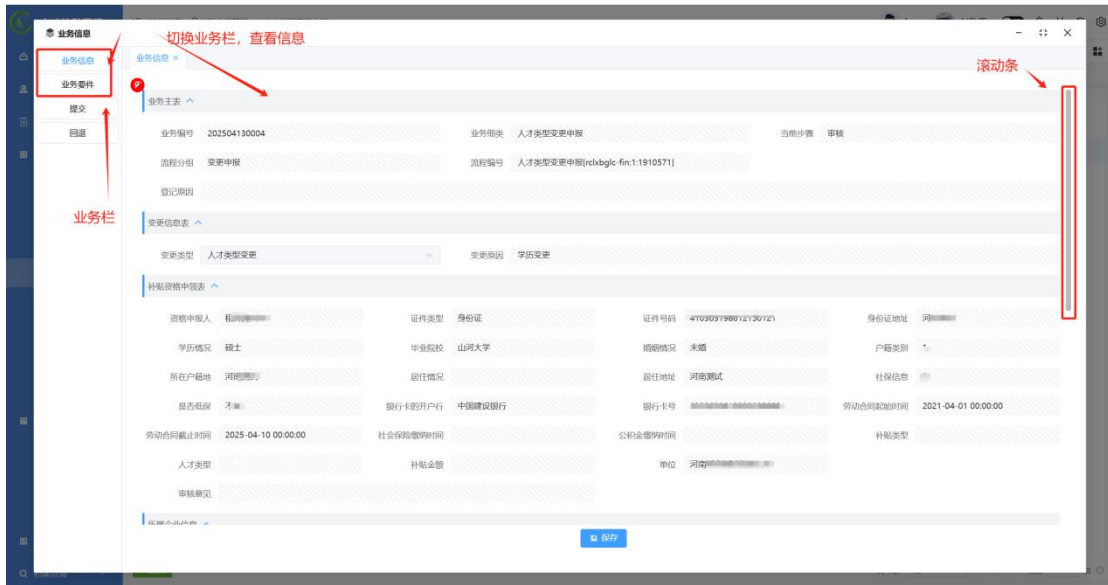 业务信息
切换业务栏，查看信息
业务信息 业务信息 ×
滚动条
业务要件
提交
回退
业务栏
业务主表
业务编号 202504130004 业务细类 人才类型变更申报 当前步骤 审核
流程分组 变更申报 流程编号 人才类型变更申报[rclxbglc-fin:1:1910571]
登记原因
变更信息表
变更类型 人才类型变更 变更原因 学历变更
补贴资格申领表
资格申报人 证件类型 身份证 证件号码 身份证地址 河
学历情况 硕士 毕业院校 山河大学 婚姻情况 未婚 户籍类别
所在户籍地 河南 居住情况 居住地址 河南测试 社保信息
是否低保 银行卡的开户行 中国建设银行 银行卡号 劳动合同起始时间 2021-04-01 00:00:00
劳动合同截止时间 2025-04-10 00:00:00 社会保险缴纳时间 公积金缴纳时间 补贴类型
人才类型 补贴金额 单位 河南
审核意见
所属企业信息
保存